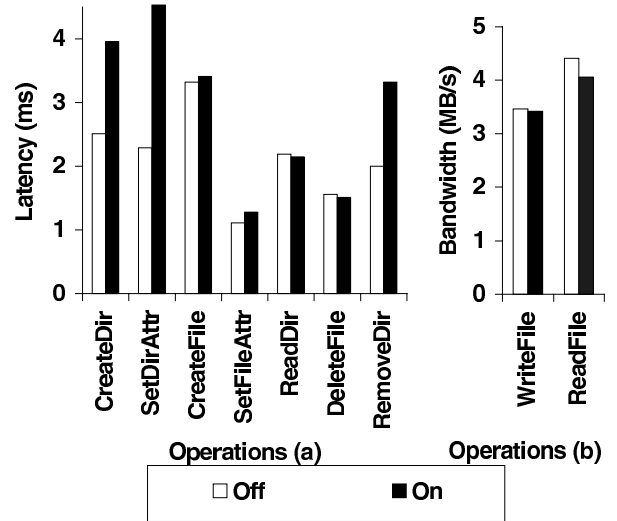 Latency (ms)
4
3
2
1
0
CreateDir
SetDirAttr
CreateFile
SetFileAttr
ReadDir
DeleteFile
RemoveDir
Operations (a)
Bandwidth (MB/s)
5
4
3
2
1
0
WriteFile
ReadFile
Operations (b)
Off
On